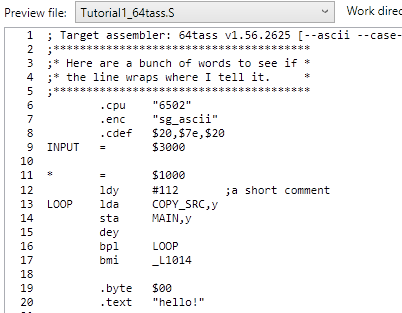 Preview file: Tutorial1_64tass.S Work direc
1 ; Target assembler: 64tass v1.56.2625 [--ascii --case-
2 ;***************************************
3 ;* Here are a bunch of words to see if *
4 ;* the line wraps where I tell it.     *
5 ;***************************************
6         .cpu    "6502"
7         .enc    "sg_ascii"
8         .cdef   $20,$7e,$20
9 INPUT   =       $3000
10
11 *       =       $1000
12         ldy     #112       ;a short comment
13 LOOP    lda     COPY_SRC,y
14         sta     MAIN,y
15         dey
16         bpl     LOOP
17         bmi     _L1014
18
19         .byte   $00
20         .text   "hello!"